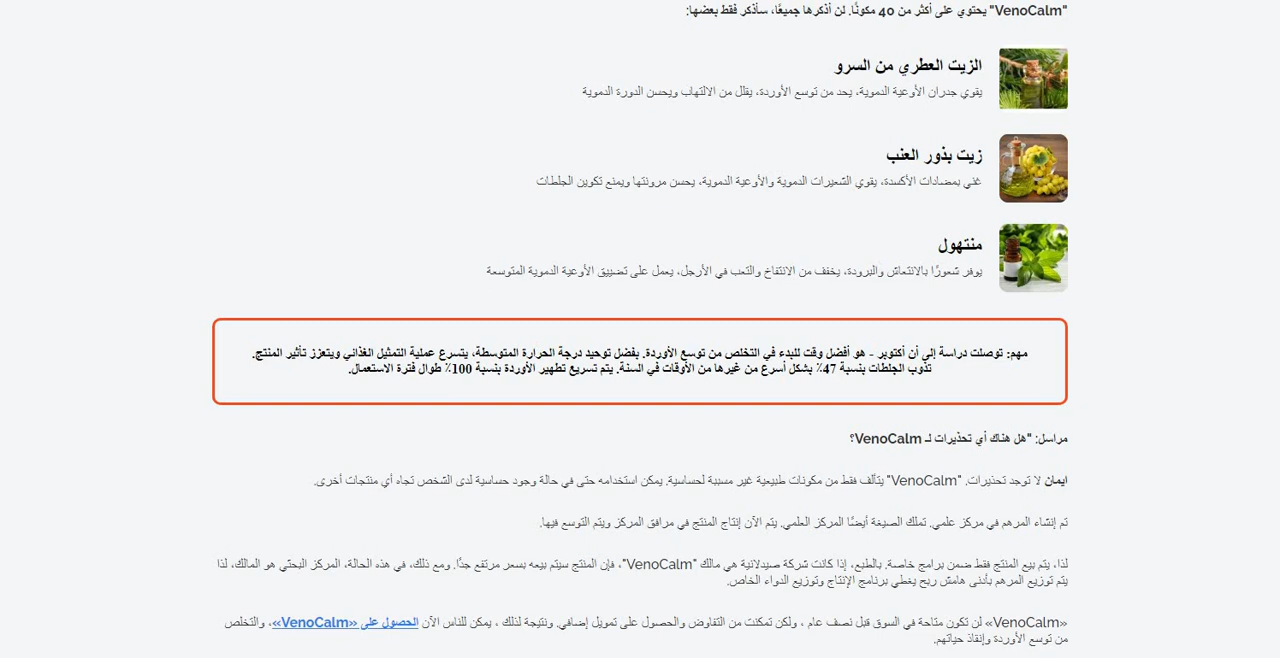 "VenoCalm" يحتوي على أكثر من 40 مكونًا. لن أذكرها جميعًا، سأذكر فقط بعضها:
الزيت العطري من السرو
يقوي جدران الأوعية الدموية، يحد من توسع الأوردة، يقلل من الالتهاب ويحسن الدورة الدموية
زيت بذور العنب
غني بمضادات الأكسدة، يقوي الشعيرات الدموية والأوعية الدموية، يحسن مرونتها ويمنع تكوين الجلطات
منتهول
يوفر شعورًا بالانتعاش والبرودة، يخفف من الانتفاخ والتعب في الأرجل، يعمل على تضييق الأوعية الدموية المتوسعة
مهم: توصلت دراسة إلى أن أكتوبر - هو أفضل وقت للبدء في التخلص من توسع الأوردة. بفضل توحيد درجة الحرارة المتوسطة، يتسرع عملية التمثيل الغذائي ويتعزز تأثير المنتج.
تذوب الجلطات بنسبة 47٪ بشكل أسرع من غيرها من الأوقات في السنة. يتم تسريع تطهير الأوردة بنسبة 100٪ طوال فترة الاستعمال.
مراسل: "هل هناك أي تحذيرات لـ VenoCalm؟
ايمان لا توجد تحذيرات. "VenoCalm" يتألف فقط من مكونات طبيعية غير مسببة لحساسية. يمكن استخدامه حتى في حالة وجود حساسية لدى الشخص تجاه أي منتجات أخرى.
تم إنشاء المرهم في مركز علمي. تملك الصيغة أيضًا المركز العلمي. يتم الآن إنتاج المنتج في مرافق المركز ويتم التوسع فيها.
لذا، يتم بيع المنتج فقط ضمن برامج خاصة. بالطبع، إذا كانت شركة صيدلانية هي مالك "VenoCalm"، فإن المنتج سيتم بيعه بسعر مرتفع جدًا. ومع ذلك، في هذه الحالة، المركز البحثي هو المالك، لذا
يتم توزيع المرهم بأدنى هامش ربح يغطي برنامج الإنتاج وتوزيع الدواء الخاص.
«VenoCalm» لن تكون متاحة في السوق قبل نصف عام ، ولكن تمكنت من التفاوض والحصول على تمويل إضافي. ونتيجة لذلك ، يمكن للناس الآن الحصول على «VenoCalm»، والتخلص
من توسع الأوردة وإنقاذ حياتهم.